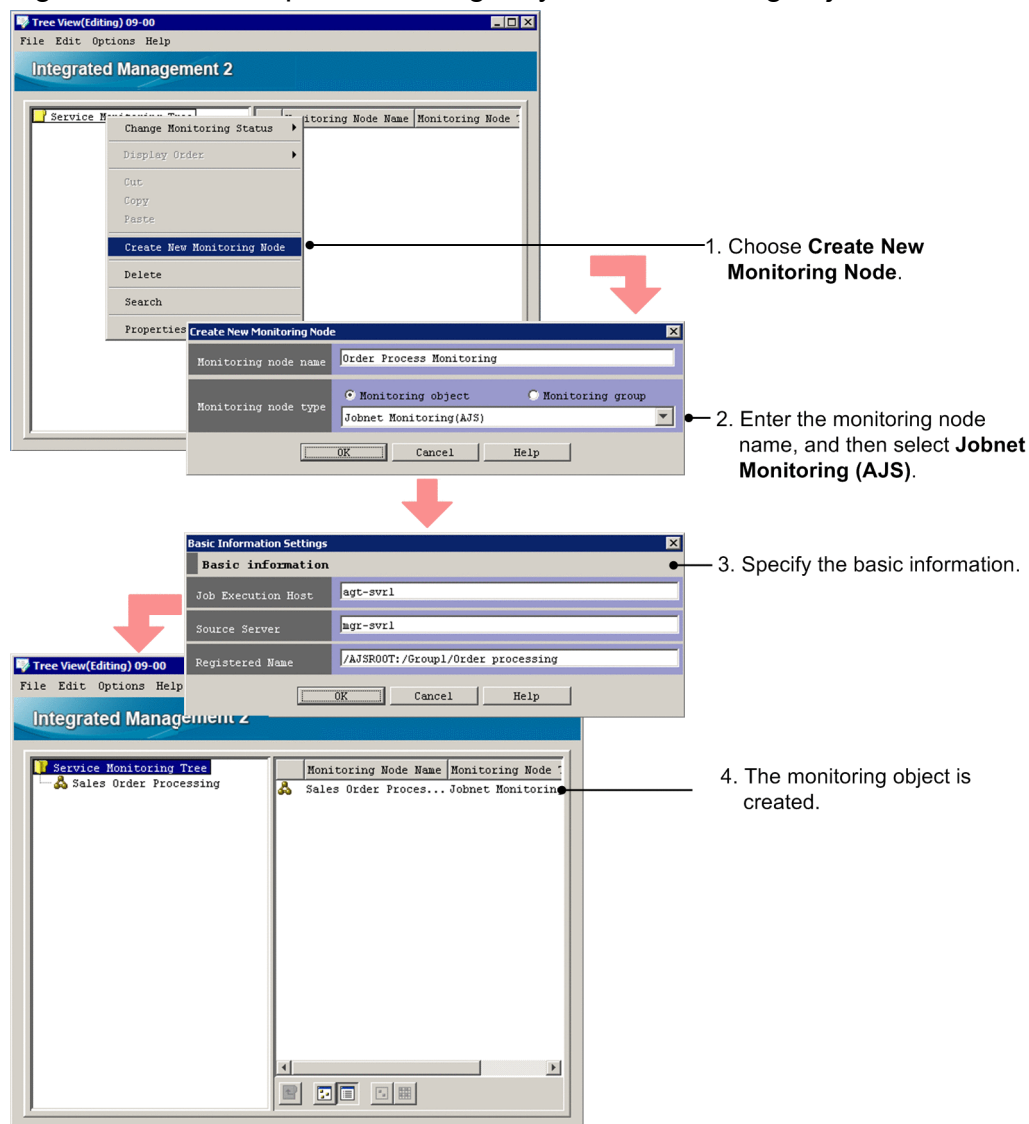 Tree View(Editing) 09-00
File Edit Options Help
Integrated Management 2
Service Monitoring Tree
itoring Node Name Monitoring Node
Change Monitoring Status
Display Order
Cut
Copy
Paste
Create New Monitoring Node
Delete
Search
Properties
1. Choose Create New
Monitoring Node.
Create New Monitoring Node
Monitoring node name Order Process Monitoring
Monitoring node type Monitoring object Monitoring group
Jobnet Monitoring(AJS)
OK Cancel Help
2. Enter the monitoring node
name, and then select Jobnet
Monitoring (AJS).
Basic Information Settings
Basic information
Job Execution Host agt-svr1
Source Server mgr-svr1
Registered Name /AJSROOT:/Group1/Order processing
OK Cancel Help
3. Specify the basic information.
Tree View(Editing) 09-00
File Edit Options Help
Integrated Management 2
Service Monitoring Tree
Sales Order Processing
Monitoring Node Name Monitoring Node
Sales Order Proces... Jobnet Monitorin
4. The monitoring object is
created.